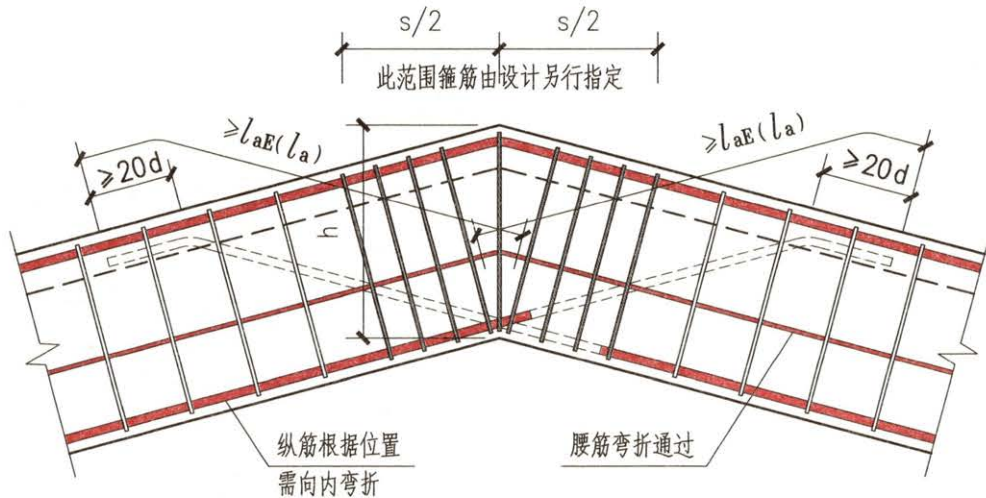 s/2
s/2
此范围箍筋由设计另行指定
≥laE(la)
≥laE(la)
≥20d
≥20d
h
纵筋根据位置
需向内弯折
腰筋弯折通过